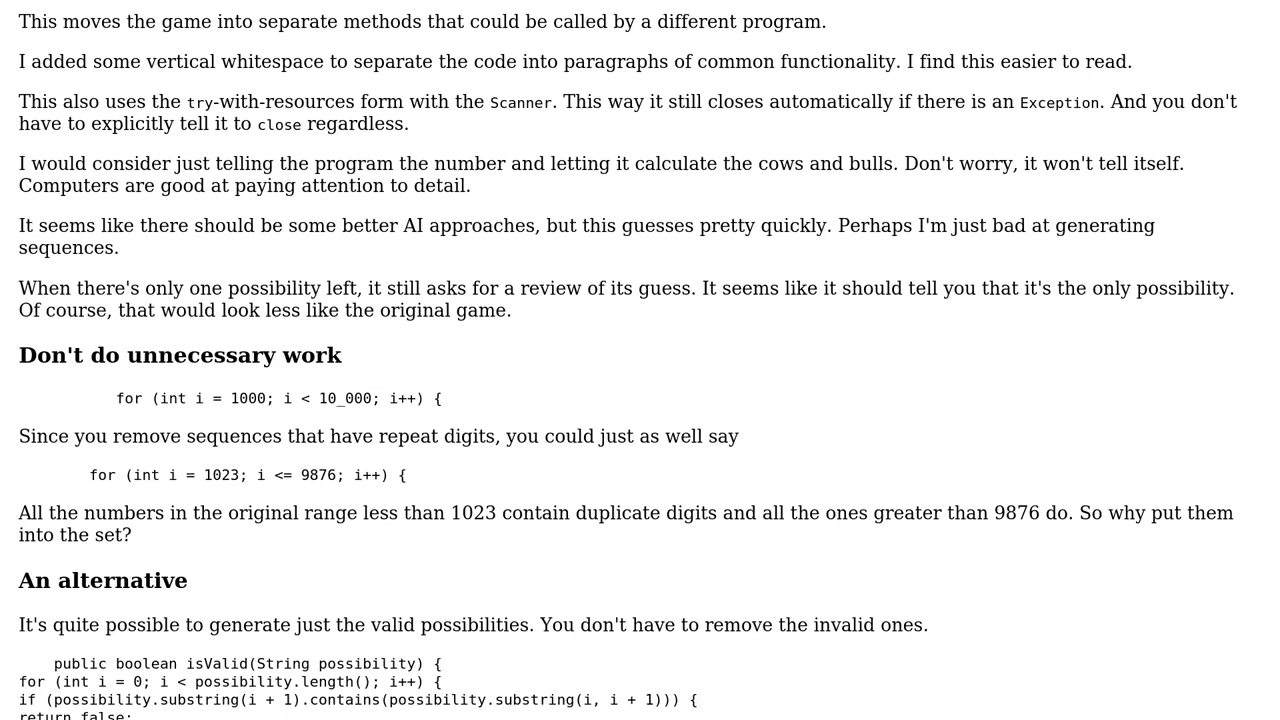 This moves the game into separate methods that could be called by a different program.
I added some vertical whitespace to separate the code into paragraphs of common functionality. I find this easier to read.
This also uses the try-with-resources form with the Scanner. This way it still closes automatically if there is an Exception. And you don't
have to explicitly tell it to close regardless.
I would consider just telling the program the number and letting it calculate the cows and bulls. Don't worry, it won't tell itself.
Computers are good at paying attention to detail.
It seems like there should be some better AI approaches, but this guesses pretty quickly. Perhaps I'm just bad at generating
sequences.
When there's only one possibility left, it still asks for a review of its guess. It seems like it should tell you that it's the only possibility.
Of course, that would look less like the original game.
Don't do unnecessary work
for (int i = 1000; i < 10_000; i++) {
Since you remove sequences that have repeat digits, you could just as well say
for (int i = 1023; i <= 9876; i++) {
All the numbers in the original range less than 1023 contain duplicate digits and all the ones greater than 9876 do. So why put them
into the set?
An alternative
It's quite possible to generate just the valid possibilities. You don't have to remove the invalid ones.
public boolean isValid(String possibility) {
for (int i = 0; i < possibility.length(); i++) {
if (possibility.substring(i + 1).contains(possibility.substring(i, i + 1))) {
return false;